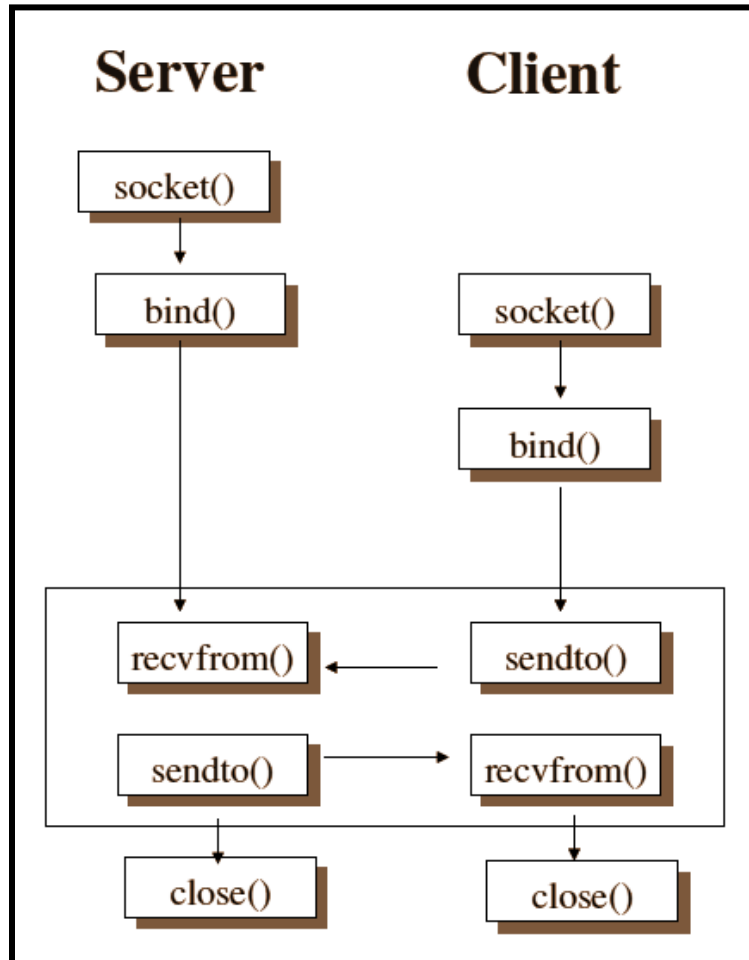 Server Client
socket()
bind() socket()
bind()
recvfrom() sendto()
sendto() recvfrom()
close() close()